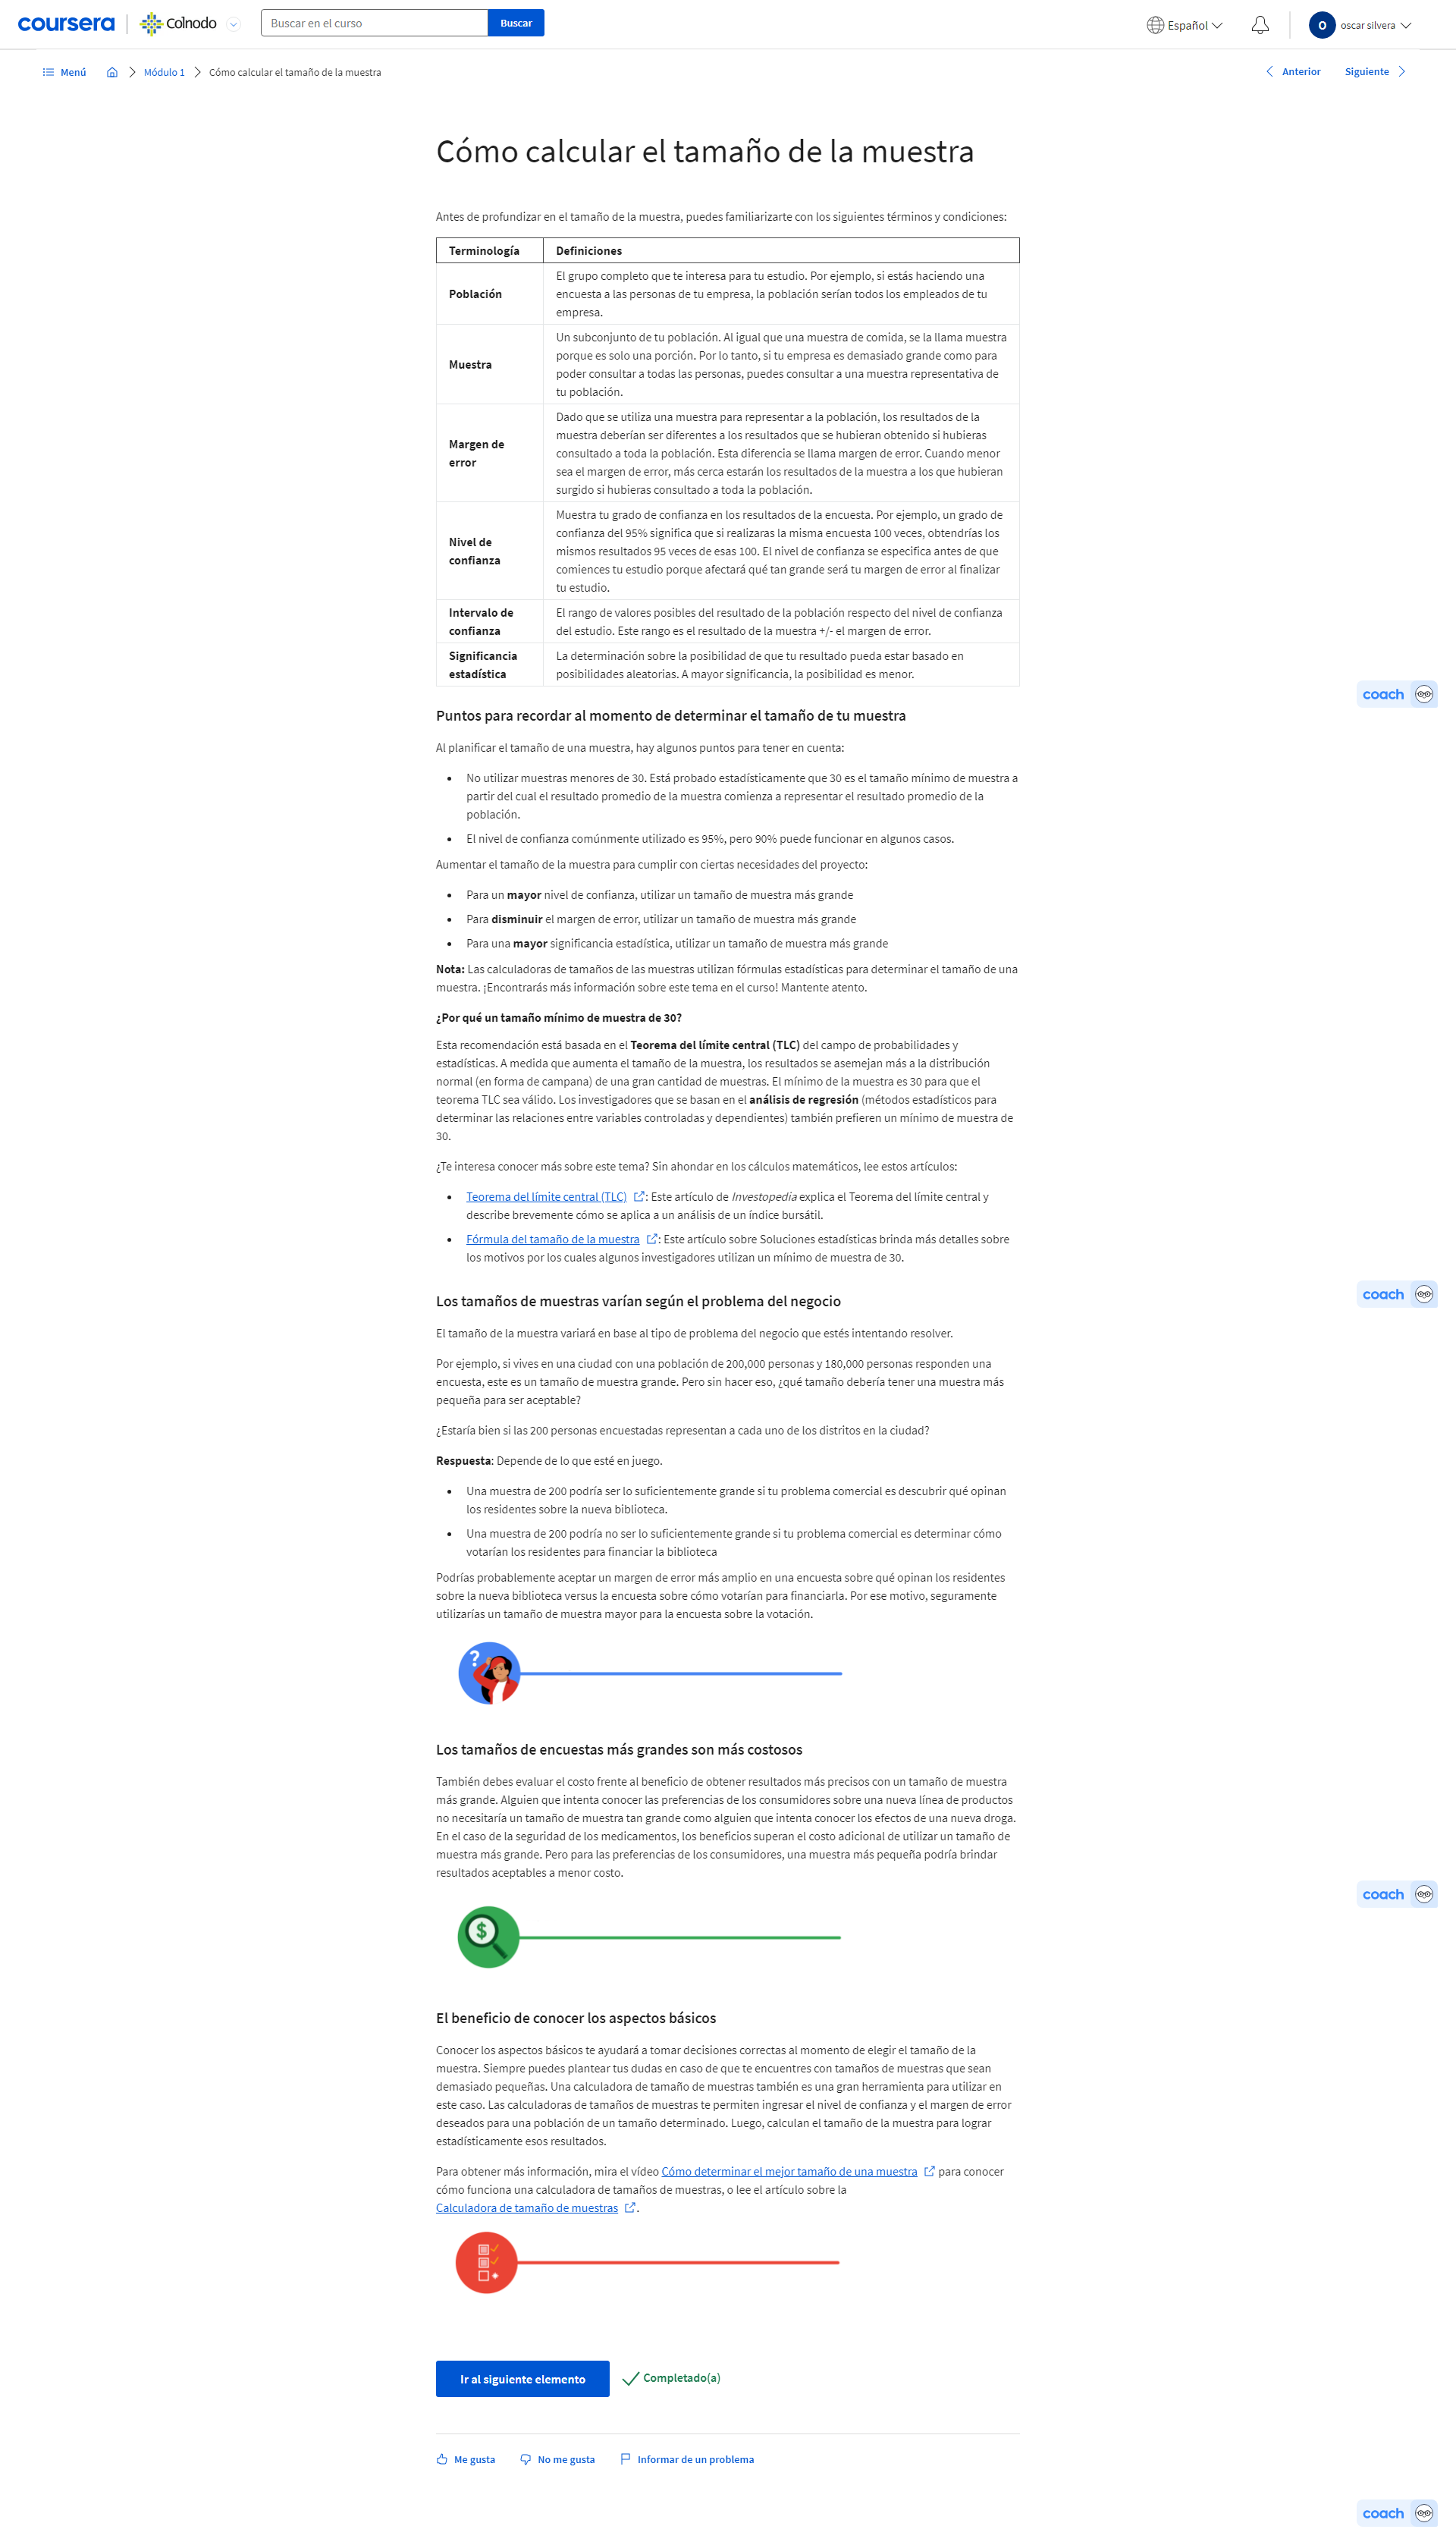 coursera
Colnodo
Buscar en el curso
Buscar
Español
O
oscar silvera
Menú
Módulo 1
Cómo calcular el tamaño de la muestra
Anterior
Siguiente
Cómo calcular el tamaño de la muestra
Antes de profundizar en el tamaño de la muestra, puedes familiarizarte con los siguientes términos y condiciones:
Terminología
Definiciones
Población
El grupo completo que te interesa para tu estudio. Por ejemplo, si estás haciendo una
encuesta a las personas de tu empresa, la población serían todos los empleados de tu
empresa.
Muestra
Un subconjunto de tu población. Al igual que una muestra de comida, se la llama muestra
porque es solo una porción. Por lo tanto, si tu empresa es demasiado grande como para
poder consultar a todas las personas, puedes consultar a una muestra representativa de
tu población.
Margen de
error
Dado que se utiliza una muestra para representar a la población, los resultados de la
muestra deberían ser diferentes a los resultados que se hubieran obtenido si hubieras
consultado a toda la población. Esta diferencia se llama margen de error. Cuando menor
sea el margen de error, más cerca estarán los resultados de la muestra a los que hubieran
surgido si hubieras consultado a toda la población.
Nivel de
confianza
Muestra tu grado de confianza en los resultados de la encuesta. Por ejemplo, un grado de
confianza del 95% significa que si realizaras la misma encuesta 100 veces, obtendrías los
mismos resultados 95 veces de esas 100. El nivel de confianza se especifica antes de que
comiences tu estudio porque afectará qué tan grande será tu margen de error al finalizar
tu estudio.
Intervalo de
confianza
El rango de valores posibles del resultado de la población respecto del nivel de confianza
del estudio. Este rango es el resultado de la muestra +/- el margen de error.
Significancia
estadística
La determinación sobre la posibilidad de que tu resultado pueda estar basado en
posibilidades aleatorias. A mayor significancia, la posibilidad es menor.
coach
Puntos para recordar al momento de determinar el tamaño de tu muestra
Al planificar el tamaño de una muestra, hay algunos puntos para tener en cuenta:
• No utilizar muestras menores de 30. Está probado estadísticamente que 30 es el tamaño mínimo de muestra a
partir del cual el resultado promedio de la muestra comienza a representar el resultado promedio de la
población.
• El nivel de confianza comúnmente utilizado es 95%, pero 90% puede funcionar en algunos casos.
Aumentar el tamaño de la muestra para cumplir con ciertas necesidades del proyecto:
• Para un mayor nivel de confianza, utilizar un tamaño de muestra más grande
• Para disminuir el margen de error, utilizar un tamaño de muestra más grande
• Para una mayor significancia estadística, utilizar un tamaño de muestra más grande
Nota: Las calculadoras de tamaños de las muestras utilizan fórmulas estadísticas para determinar el tamaño de una
muestra. ¡Encontrarás más información sobre este tema en el curso! Mantente atento.
¿Por qué un tamaño mínimo de muestra de 30?
Esta recomendación está basada en el Teorema del límite central (TLC) del campo de probabilidades y
estadísticas. A medida que aumenta el tamaño de la muestra, los resultados se asemejan más a la distribución
normal (en forma de campana) de una gran cantidad de muestras. El mínimo de la muestra es 30 para que el
teorema TLC sea válido. Los investigadores que se basan en el análisis de regresión (métodos estadísticos para
determinar las relaciones entre variables controladas y dependientes) también prefieren un mínimo de muestra de
30.
¿Te interesa conocer más sobre este tema? Sin ahondar en los cálculos matemáticos, lee estos artículos:
• Teorema del límite central (TLC) : Este artículo de Investopedia explica el Teorema del límite central y
describe brevemente cómo se aplica a un análisis de un índice bursátil.
• Fórmula del tamaño de la muestra : Este artículo sobre Soluciones estadísticas brinda más detalles sobre
los motivos por los cuales algunos investigadores utilizan un mínimo de muestra de 30.
coach
Los tamaños de muestras varían según el problema del negocio
El tamaño de la muestra variará en base al tipo de problema del negocio que estés intentando resolver.
Por ejemplo, si vives en una ciudad con una población de 200,000 personas y 180,000 personas responden una
encuesta, este es un tamaño de muestra grande. Pero sin hacer eso, ¿qué tamaño debería tener una muestra más
pequeña para ser aceptable?
¿Estaría bien si las 200 personas encuestadas representan a cada uno de los distritos en la ciudad?
Respuesta: Depende de lo que esté en juego.
• Una muestra de 200 podría ser lo suficientemente grande si tu problema comercial es descubrir qué opinan
los residentes sobre la nueva biblioteca.
• Una muestra de 200 podría no ser lo suficientemente grande si tu problema comercial es determinar cómo
votarían los residentes para financiar la biblioteca
Podrías probablemente aceptar un margen de error más amplio en una encuesta sobre qué opinan los residentes
sobre la nueva biblioteca versus la encuesta sobre cómo votarían para financiarla. Por ese motivo, seguramente
utilizarías un tamaño de muestra mayor para la encuesta sobre la votación.
?
Los tamaños de encuestas más grandes son más costosos
También debes evaluar el costo frente al beneficio de obtener resultados más precisos con un tamaño de muestra
más grande. Alguien que intenta conocer las preferencias de los consumidores sobre una nueva línea de productos
no necesitaría un tamaño de muestra tan grande como alguien que intenta conocer los efectos de una nueva droga.
En el caso de la seguridad de los medicamentos, los beneficios superan el costo adicional de utilizar un tamaño de
muestra más grande. Pero para las preferencias de los consumidores, una muestra más pequeña podría brindar
resultados aceptables a menor costo.
coach
$
El beneficio de conocer los aspectos básicos
Conocer los aspectos básicos te ayudará a tomar decisiones correctas al momento de elegir el tamaño de la
muestra. Siempre puedes plantear tus dudas en caso de que te encuentres con tamaños de muestras que sean
demasiado pequeñas. Una calculadora de tamaño de muestras también es una gran herramienta para utilizar en
este caso. Las calculadoras de tamaños de muestras te permiten ingresar el nivel de confianza y el margen de error
deseados para una población de un tamaño determinado. Luego, calculan el tamaño de la muestra para lograr
estadísticamente esos resultados.
Para obtener más información, mira el vídeo Cómo determinar el mejor tamaño de una muestra para conocer
cómo funciona una calculadora de tamaños de muestras, o lee el artículo sobre la
Calculadora de tamaño de muestras .
Ir al siguiente elemento
Completado(a)
Me gusta
No me gusta
Informar de un problema
coach